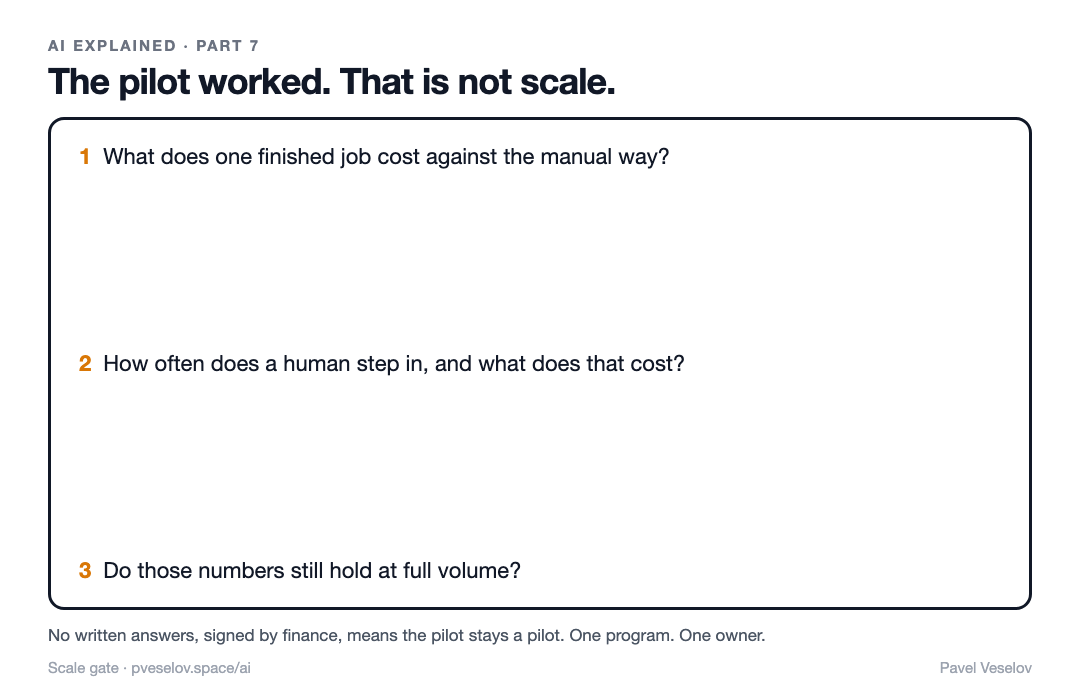 AI EXPLAINED · PART 7
The pilot worked. That is not scale.
1 What does one finished job cost against the manual way?
2 How often does a human step in, and what does that cost?
3 Do those numbers still hold at full volume?
No written answers, signed by finance, means the pilot stays a pilot. One program. One owner.
Scale gate · pveselov.space/ai
Pavel Veselov